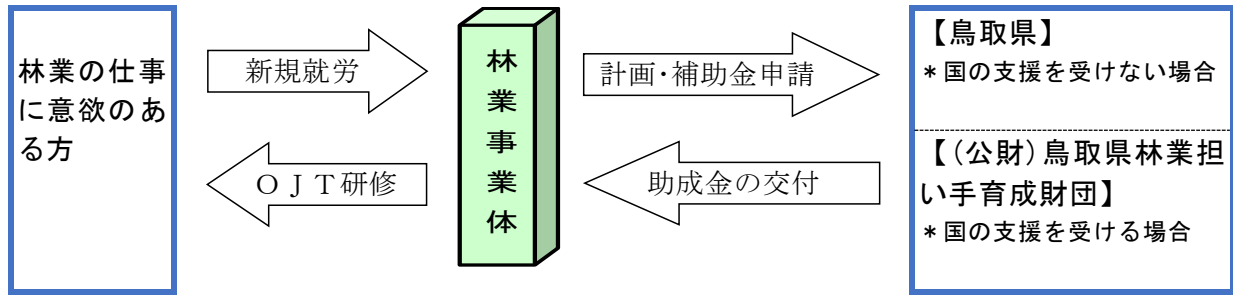 林業の仕事
に意欲のあ
る方
新規就労
ＯＪＴ研修
林
業
事
業
体
計画・補助金申請
助成金の交付
【鳥取県】
＊国の支援を受けない場合
【(公財)鳥取県林業担
い手育成財団】
＊国の支援を受ける場合